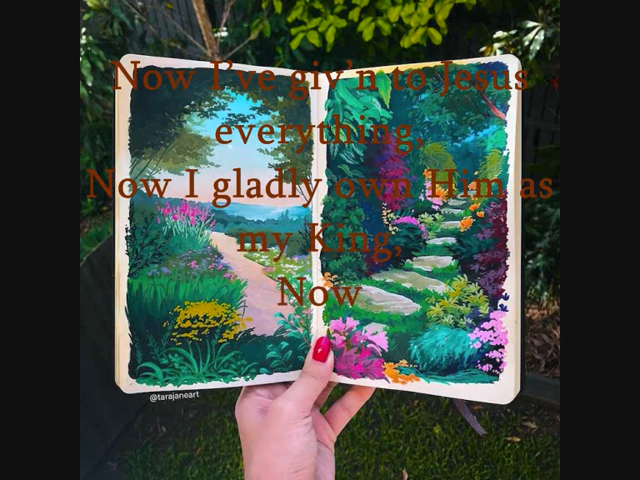 Now I've giv'n to Jesus
everything,
Now I gladly own Him as
my King,
Now
@tarajaneart